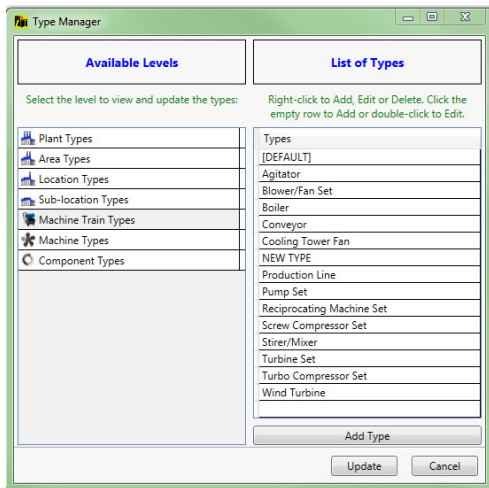 Type Manager
Available Levels
List of Types
Select the level to view and update the types:
Right-click to Add, Edit or Delete. Click the
empty row to Add or double-click to Edit.
Plant Types
Area Types
Location Types
Sub-location Types
Machine Train Types
Machine Types
Component Types
Types
[DEFAULT]
Agitator
Blower/Fan Set
Boiler
Conveyor
Cooling Tower Fan
NEW TYPE
Production Line
Pump Set
Reciprocating Machine Set
Screw Compressor Set
Stirer/Mixer
Turbine Set
Turbo Compressor Set
Wind Turbine
Add Type
Update
Cancel